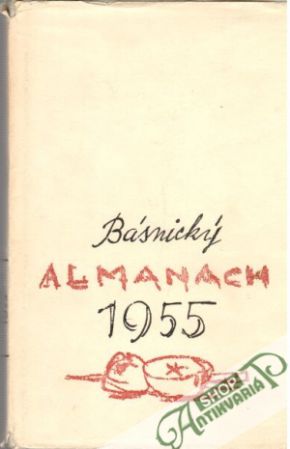 Básnický
ALMANACH
1955
SHOP
Antikvariát